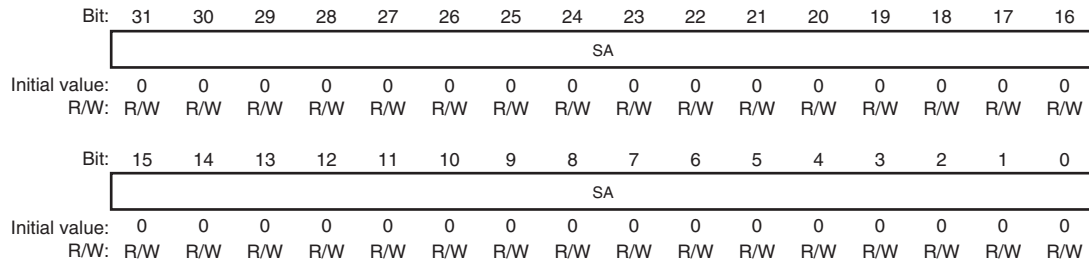 Bit: 31 30 29 28 27 26 25 24 23 22 21 20 19 18 17 16
SA
Initial value: 0 0 0 0 0 0 0 0 0 0 0 0 0 0 0 0
R/W: R/W R/W R/W R/W R/W R/W R/W R/W R/W R/W R/W R/W R/W R/W R/W R/W
Bit: 15 14 13 12 11 10 9 8 7 6 5 4 3 2 1 0
SA
Initial value: 0 0 0 0 0 0 0 0 0 0 0 0 0 0 0 0
R/W: R/W R/W R/W R/W R/W R/W R/W R/W R/W R/W R/W R/W R/W R/W R/W R/W